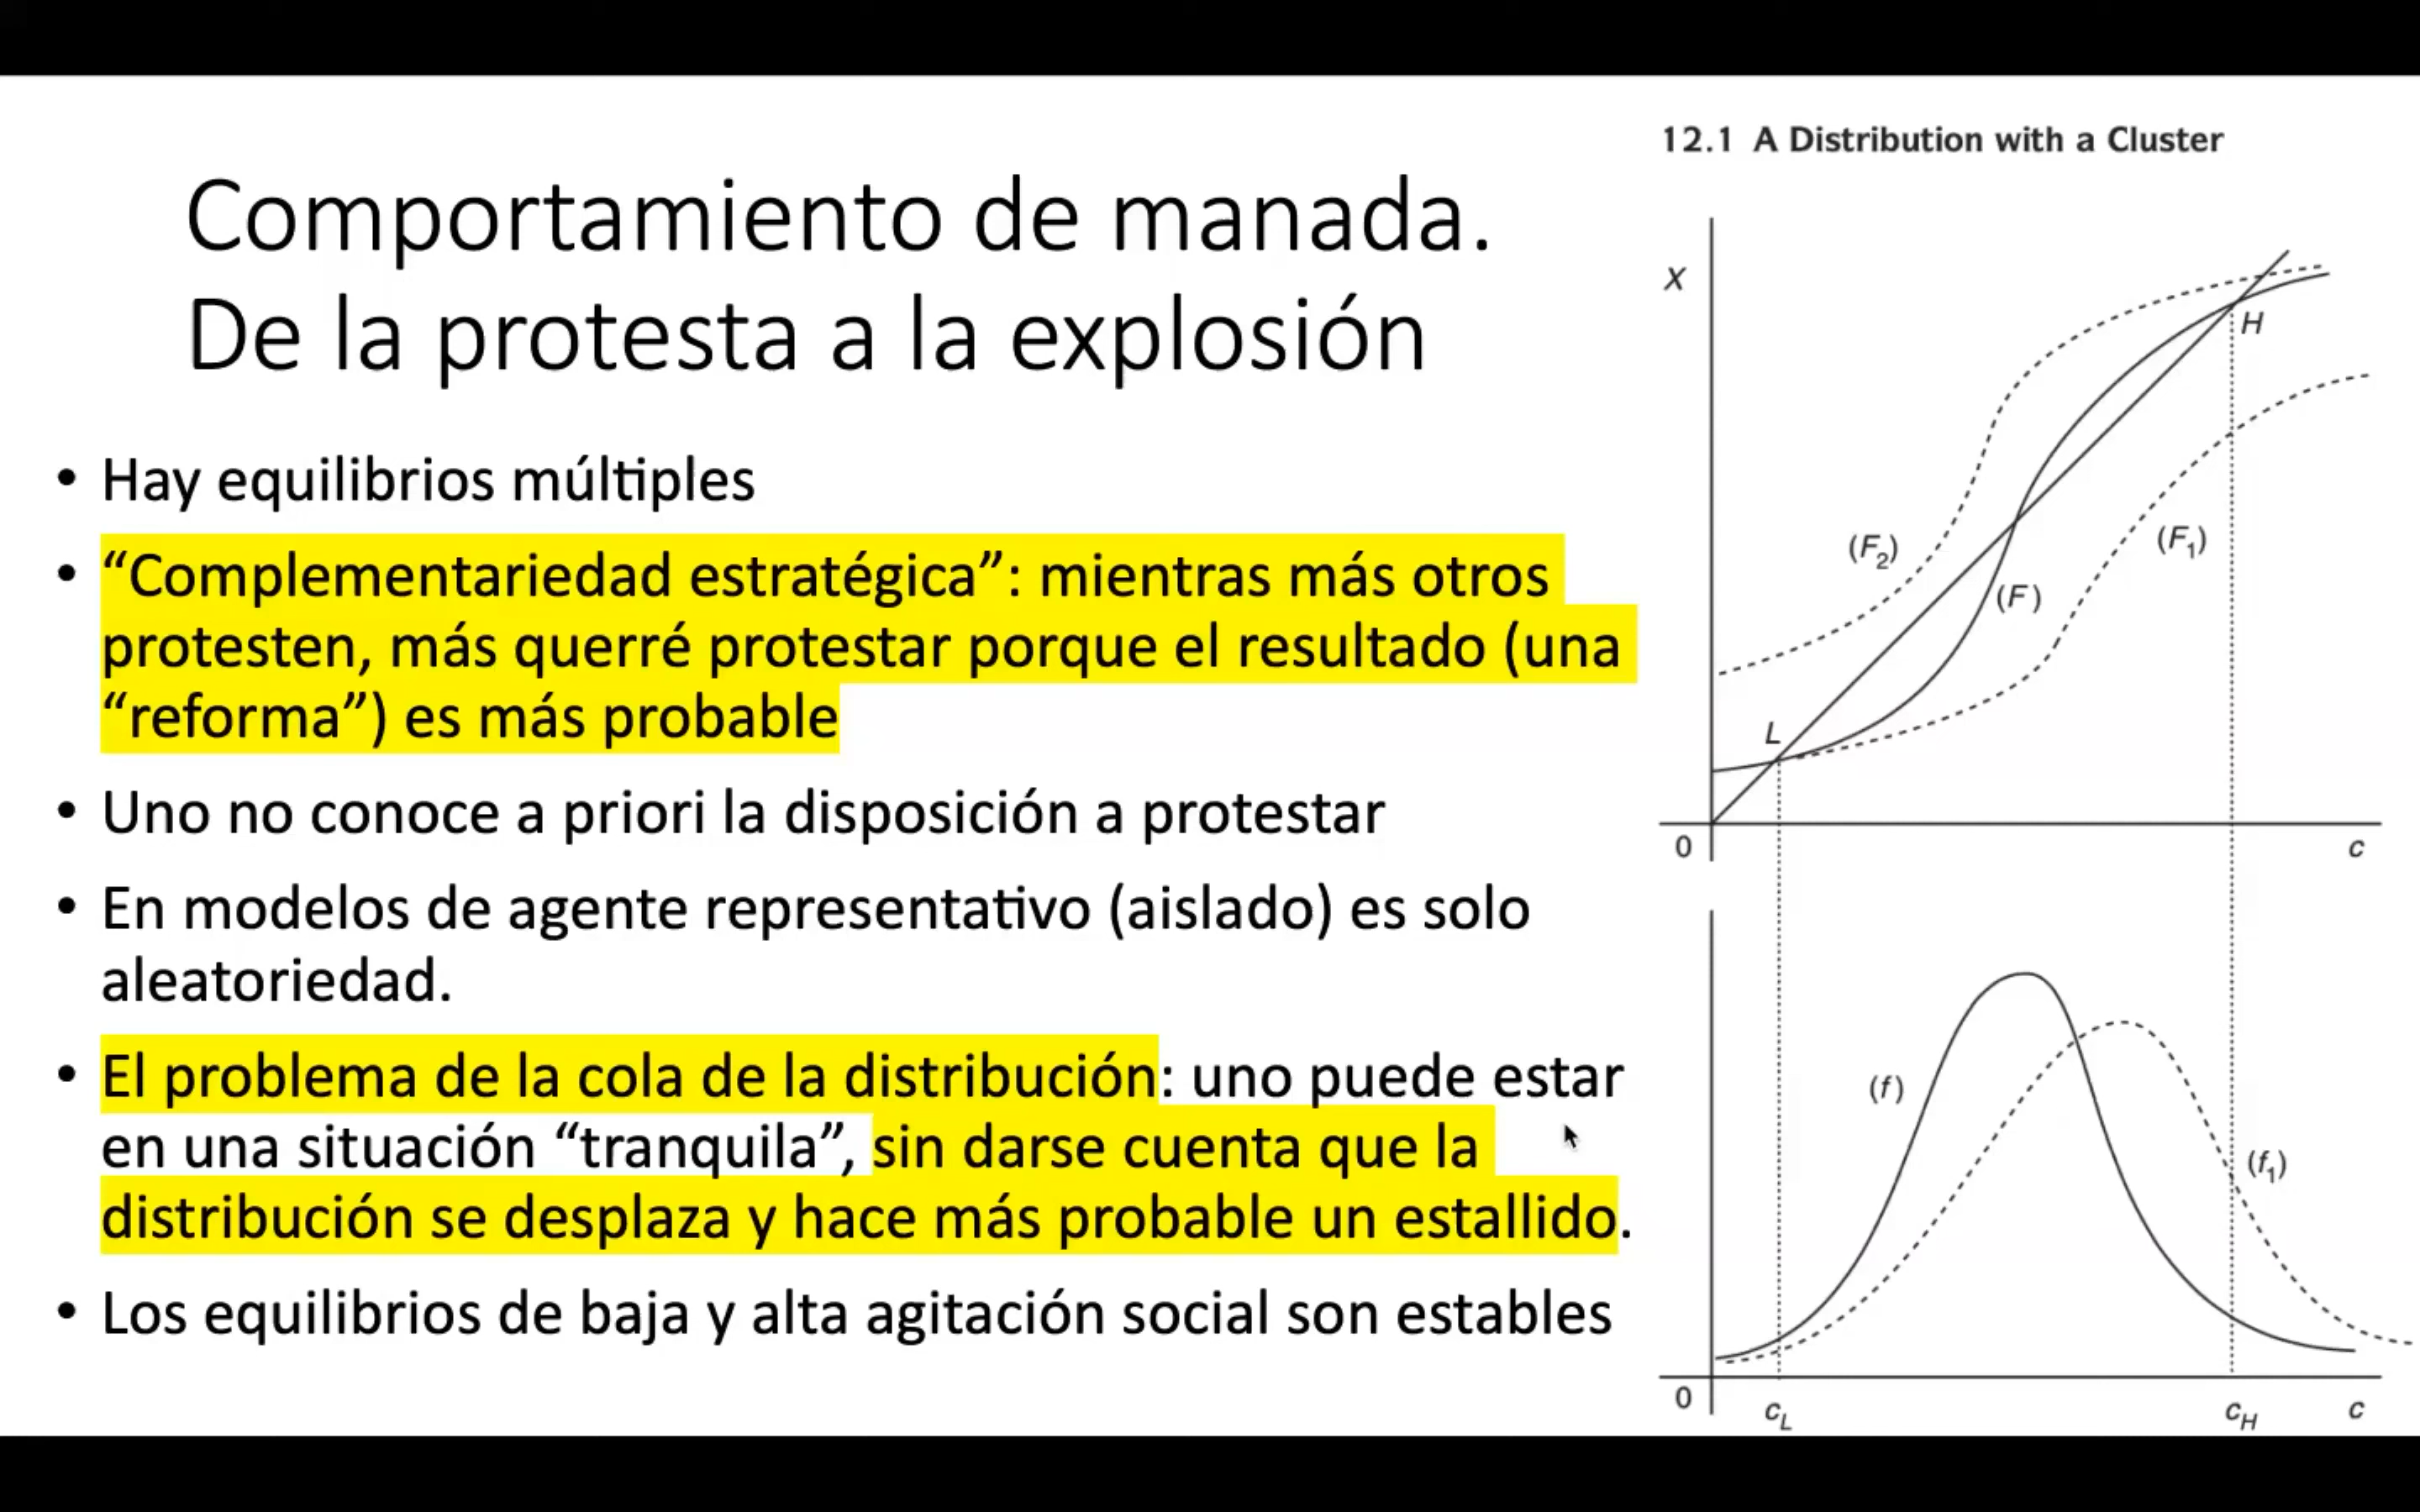 Comportamiento de manada.
De la protesta a la explosión
• Hay equilibrios múltiples
• “Complementariedad estratégica”: mientras más otros
protesten, más querré protestar porque el resultado (una
“reforma”) es más probable
• Uno no conoce a priori la disposición a protestar
• En modelos de agente representativo (aislado) es solo
aleatoriedad.
• El problema de la cola de la distribución: uno puede estar
en una situación “tranquila”, sin darse cuenta que la
distribución se desplaza y hace más probable un estallido.
• Los equilibrios de baja y alta agitación social son estables
12.1 A Distribution with a Cluster
X
H
(F₂)
(F₁)
(F)
L
0
c
(f)
(f₁)
0
c_L
c_H
c